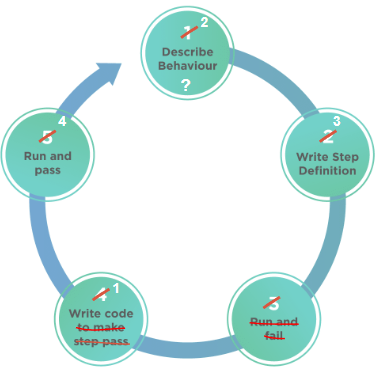 1 2
Describe
Behaviour
?
2 3
Write Step
Definition
3
Run and
fail
4 1
Write code
to make
step pass
5 4
Run and
pass